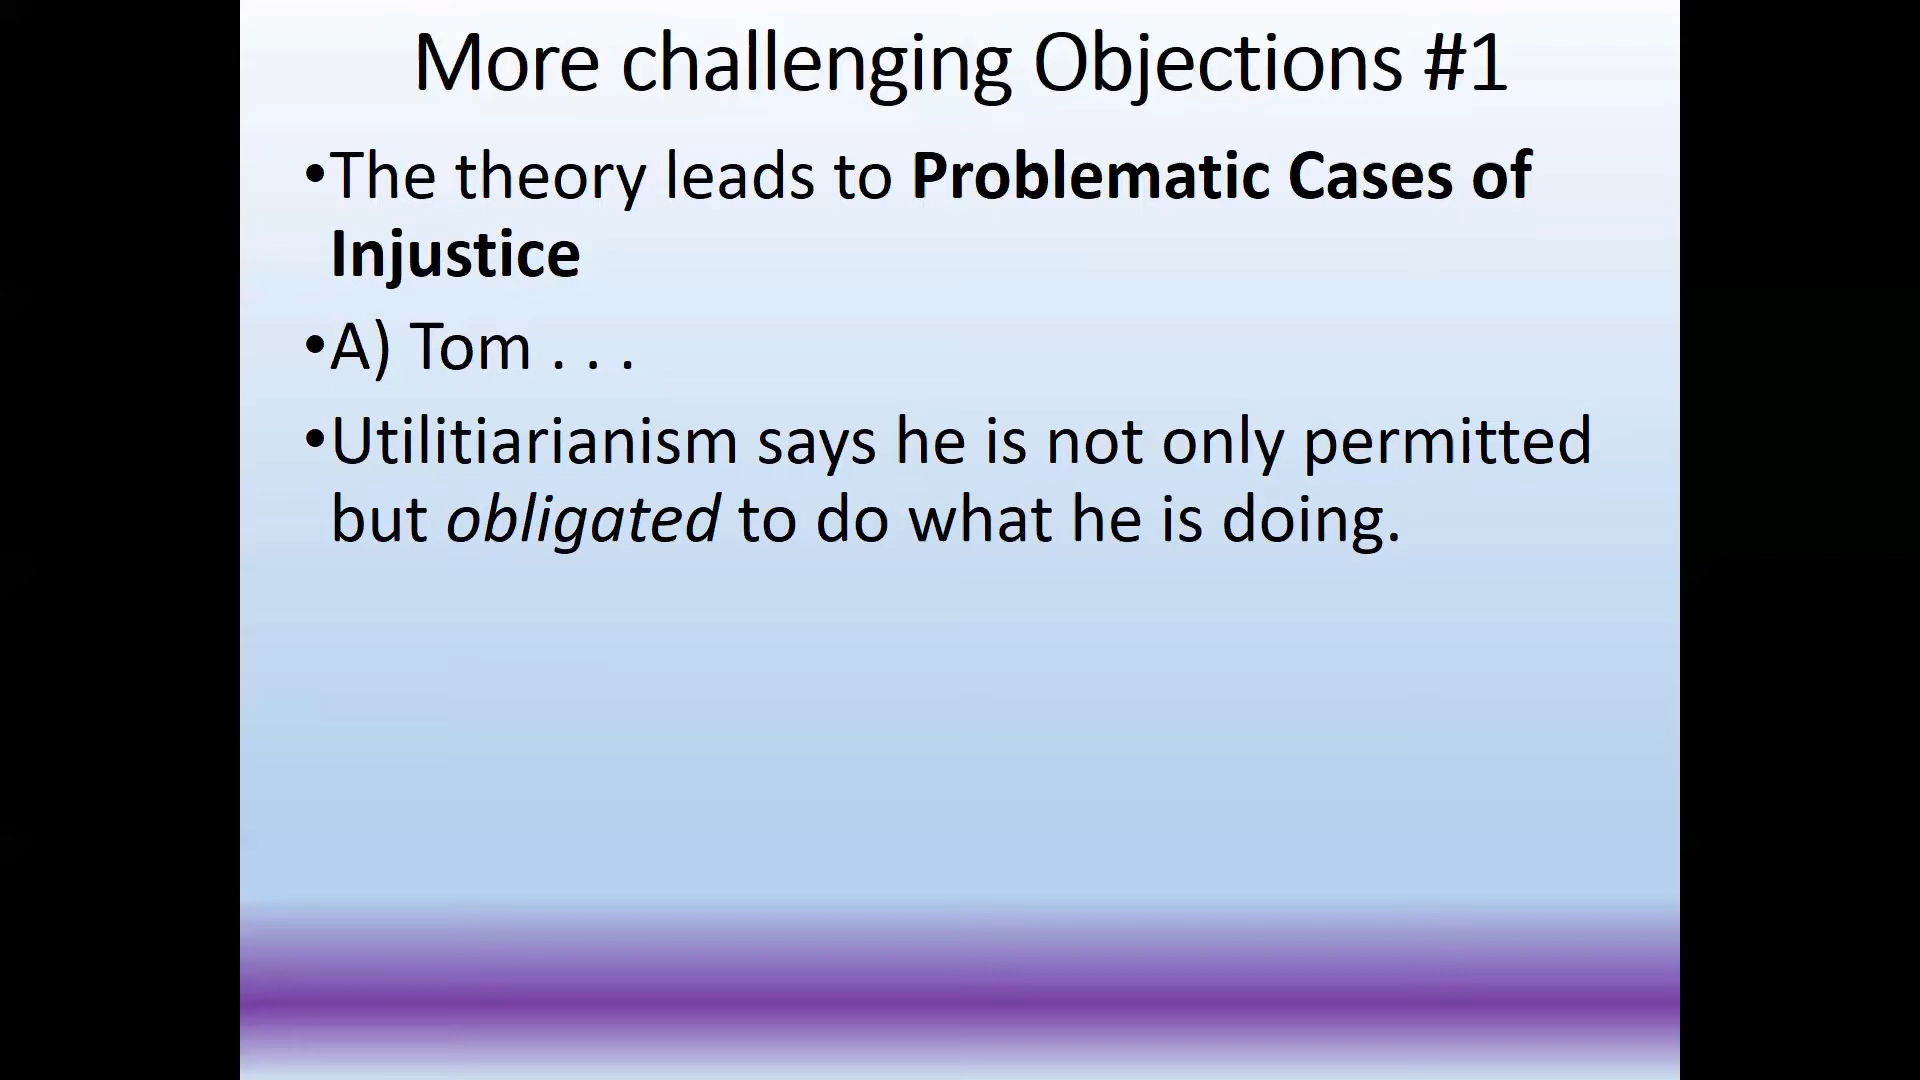 More challenging Objections #1
•The theory leads to Problematic Cases of
Injustice
•A) Tom . . .
•Utilitiarianism says he is not only permitted
but obligated to do what he is doing.